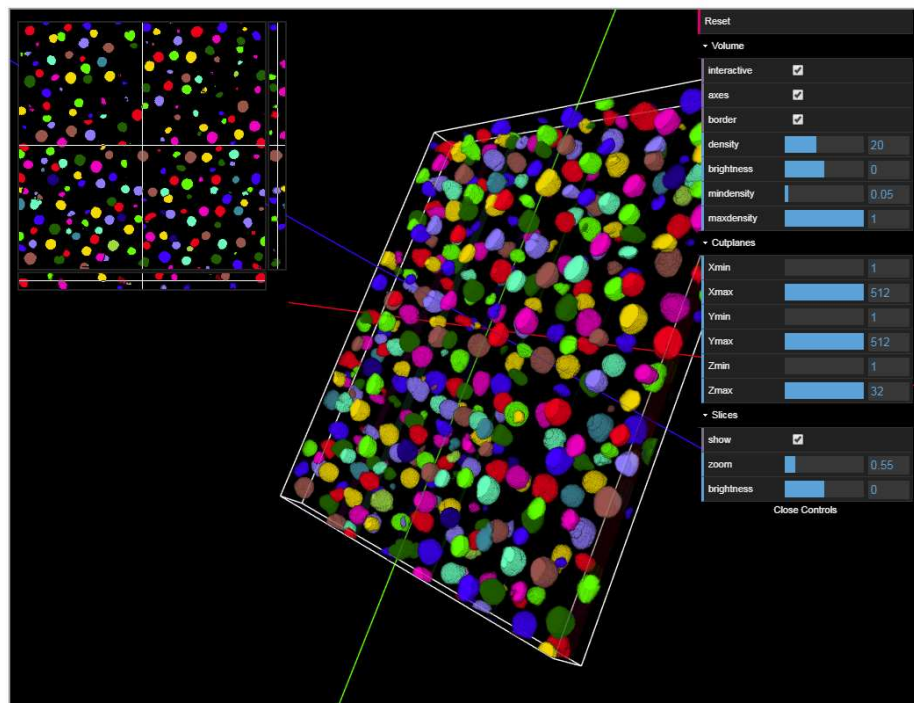 Reset
Volume
interactive
axes
border
density 20
brightness 0
mindensity 0.05
maxdensity 1
Cutplanes
Xmin 1
Xmax 512
Ymin 1
Ymax 512
Zmin 1
Zmax 32
Slices
show
zoom 0.55
brightness 0
Close Controls